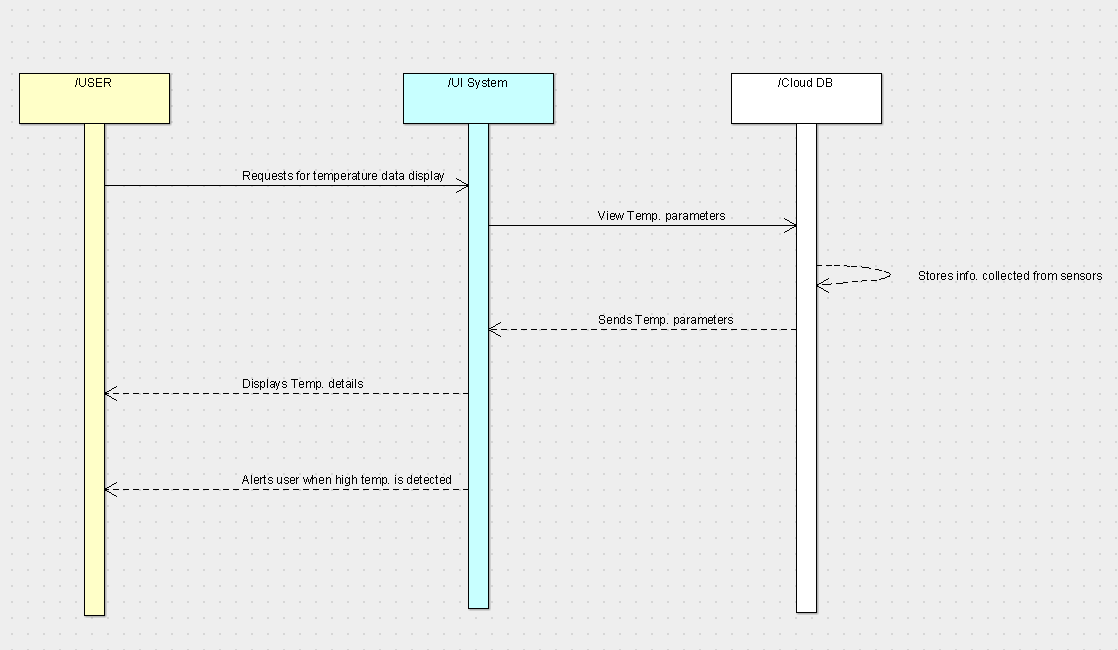 /USER
/UI System
/Cloud DB
Requests for temperature data display
View Temp. parameters
Stores info. collected from sensors
Sends Temp. parameters
Displays Temp. details
Alerts user when high temp. is detected